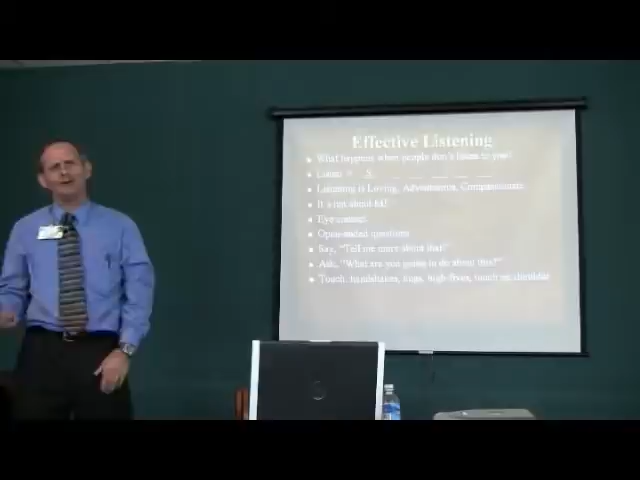 Effective Listening
What happens when people don't listen to you?
Listen = S _ _ _ _ _
Listening is Loving, Advantageous, Compassionate
It's not about ME!
Eye contact
Open-ended questions
Say, "Tell me more about that!"
Ask, "What are you going to do about this?"
Touch: handshakes, hugs, high-fives, touch on shoulder